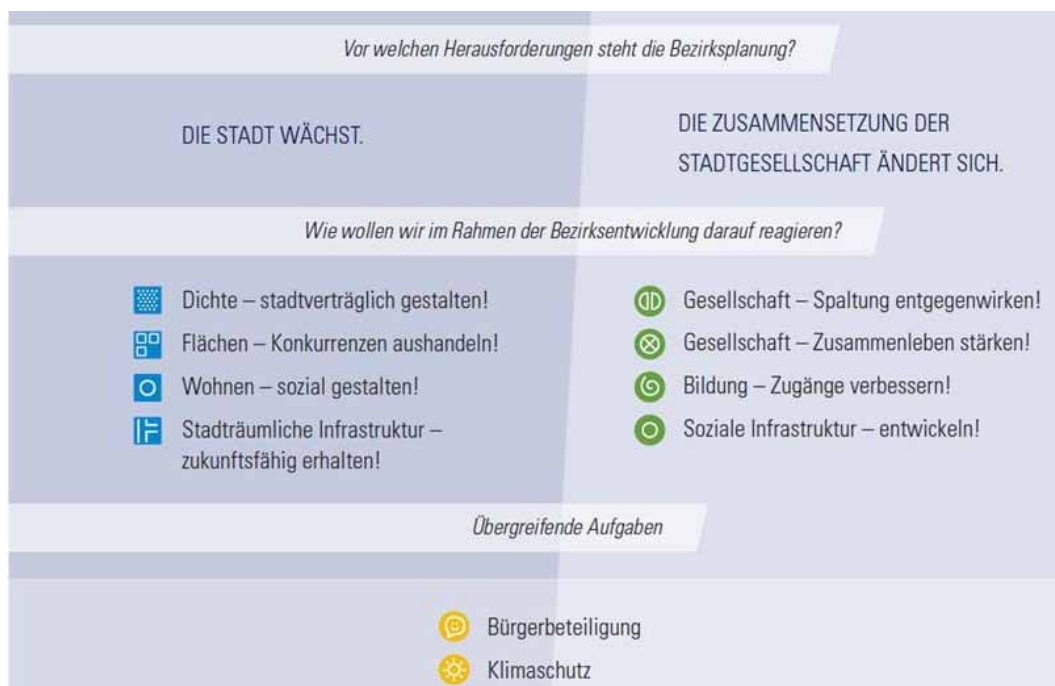 Vor welchen Herausforderungen steht die Bezirksplanung?
DIE STADT WÄCHST.
DIE ZUSAMMENSETZUNG DER
STADTGESELLSCHAFT ÄNDERT SICH.
Wie wollen wir im Rahmen der Bezirksentwicklung darauf reagieren?
Dichte – stadtverträglich gestalten!
Flächen – Konkurrenzen aushandeln!
Wohnen – sozial gestalten!
Stadträumliche Infrastruktur –
zukunftsfähig erhalten!
Gesellschaft – Spaltung entgegenwirken!
Gesellschaft – Zusammenleben stärken!
Bildung – Zugänge verbessern!
Soziale Infrastruktur – entwickeln!
Übergreifende Aufgaben
Bürgerbeteiligung
Klimaschutz